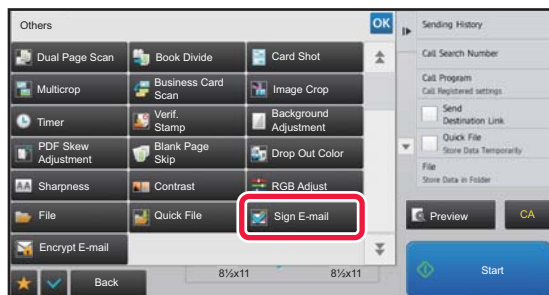 Others
OK
Dual Page Scan
Book Divide
Card Shot
Multicrop
Business Card
Scan
Image Crop
Timer
Verif.
Stamp
Background
Adjustment
PDF Skew
Adjustment
Blank Page
Skip
Drop Out Color
Sharpness
Contrast
RGB Adjust
File
Quick File
Sign E-mail
Encrypt E-mail
Back
8½x11
8½x11
Sending History
Call Search Number
Call Program
Call Registered settings
Send
Destination Link
Quick File
Store Data Temporarily
File
Store Data in Folder
Preview
CA
Start